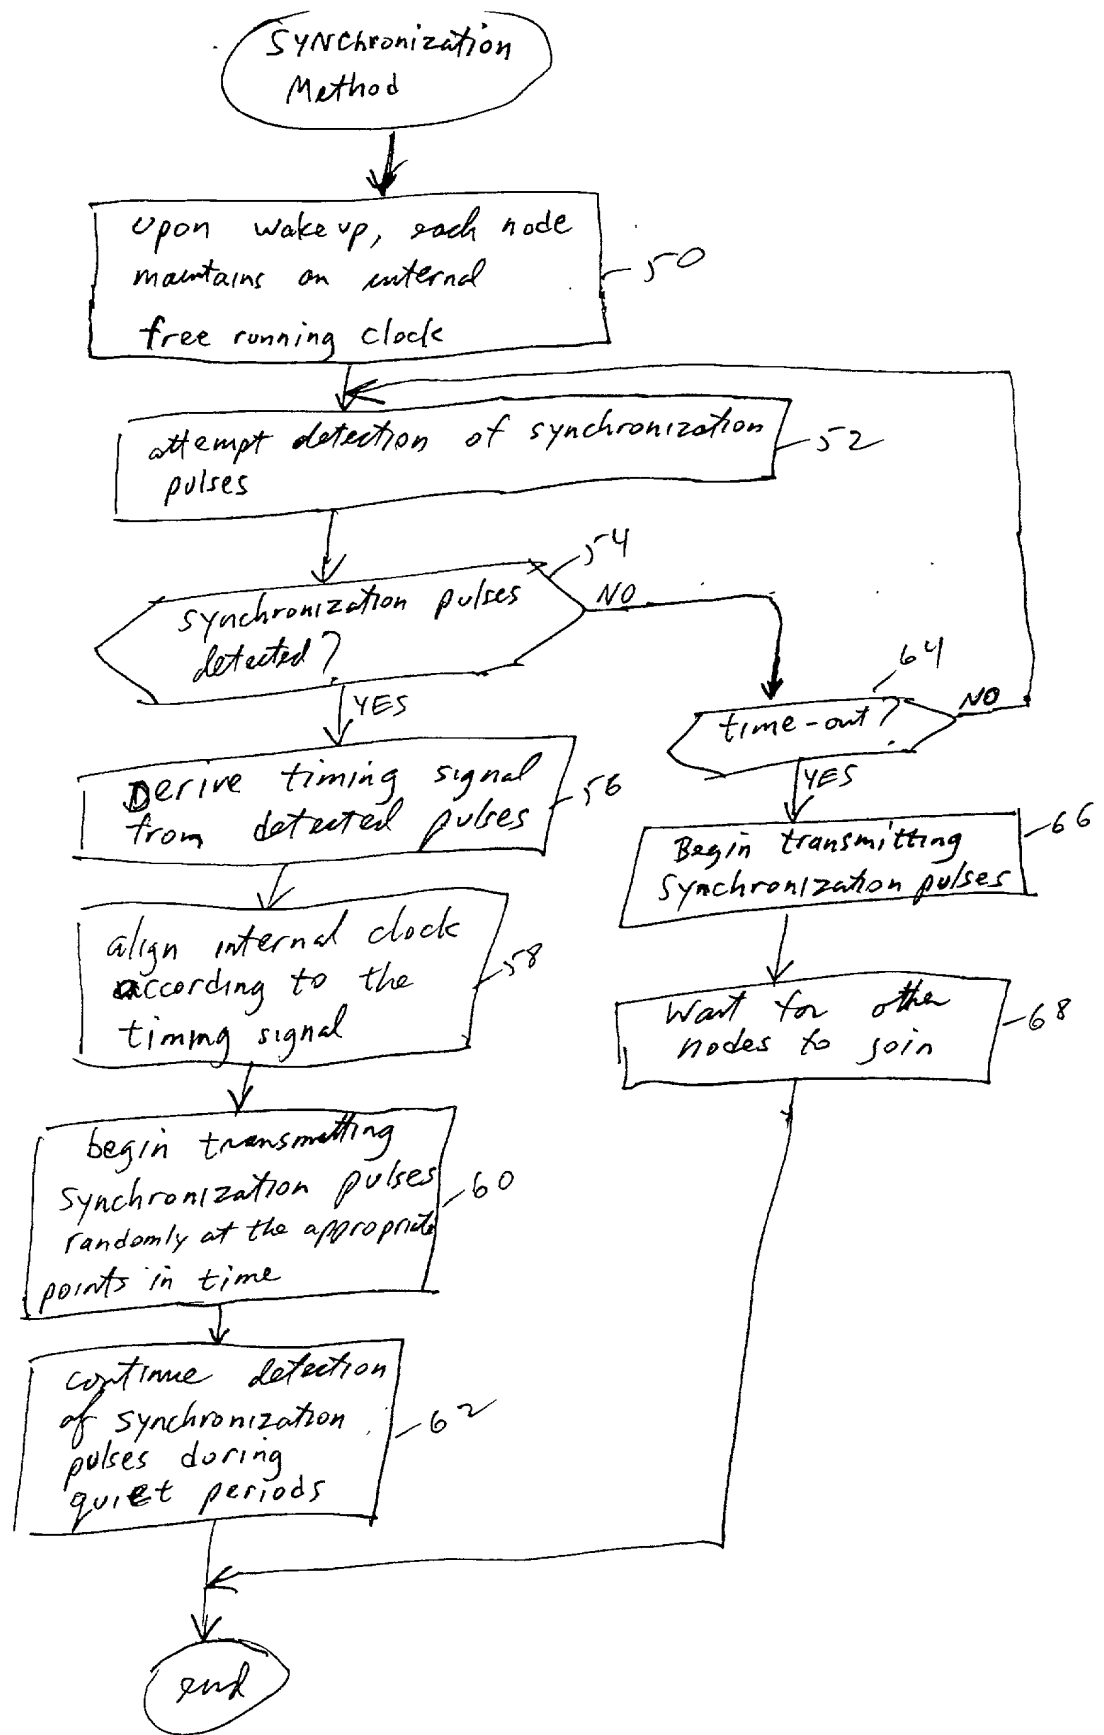 SYNChronization
Method
upon wakeup, each node
maintains an internal
free running clock
50
attempt detection of synchronization
pulses
52
54
synchronization pulses
detected?
NO
YES
64
time-out?
NO
YES
Derive timing signal
from detected pulses
56
66
Begin transmitting
synchronization pulses
align internal clock
according to the
timing signal
58
Wait for other
nodes to join
68
begin transmitting
synchronization pulses
randomly at the appropriate
points in time
60
continue detection
of synchronization
pulses during
quiet periods
62
end